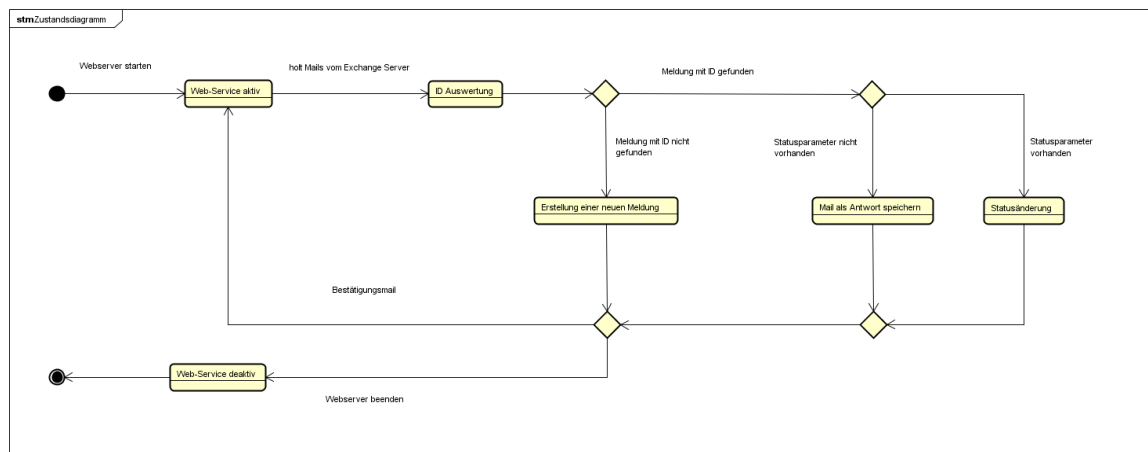 stm Zustandsdiagramm
Webserver starten
holt Mails vom Exchange Server
Meldung mit ID gefunden
Web-Service aktiv
ID Auswertung
Meldung mit ID nicht
gefunden
Statusparameter nicht
vorhanden
Statusparameter
vorhanden
Erstellung einer neuen Meldung
Mail als Antwort speichern
Statusänderung
Bestätigungsmail
Web-Service deaktiv
Webserver beenden